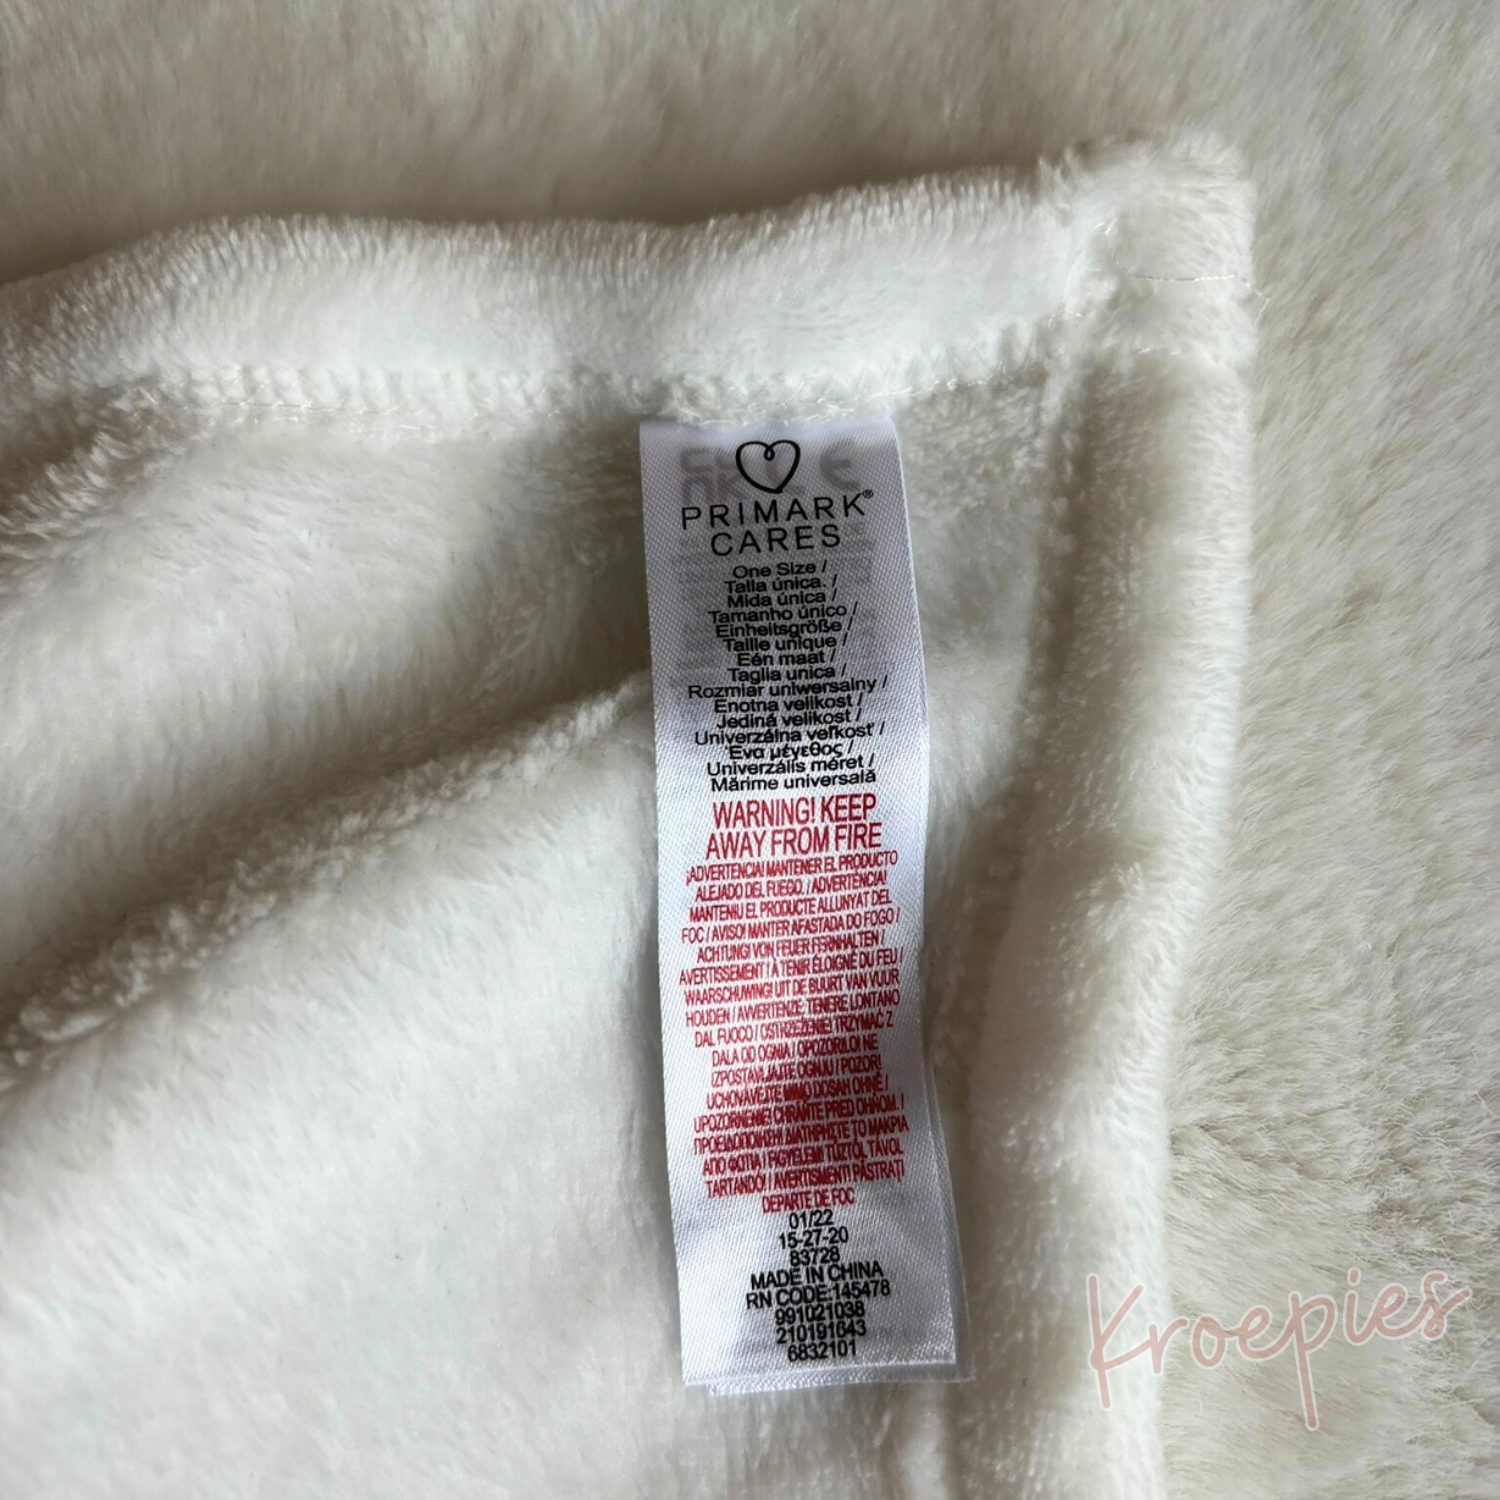 PRIMARK®
CARES
One Size /
Talla única. /
Mida única /
Tamanho único /
Einheitsgröße /
Taille unique /
Eén maat /
Taglia unica /
Rozmiar uniwersalny /
Enotna velikost /
Jediná velikost /
Univerzálna veľkosť /
Ένα μέγεθος /
Univerzális méret /
Mărime universală
WARNING! KEEP
AWAY FROM FIRE
¡ADVERTENCIA! MANTENER EL PRODUCTO
ALEJADO DEL FUEGO. / ADVERTÈNCIA!
MANTENIU EL PRODUCTE ALLUNYAT DEL
FOC / AVISO! MANTER AFASTADA DO FOGO /
ACHTUNG! VON FEUER FERNHALTEN /
AVERTISSEMENT ! À TENIR ÉLOIGNÉ DU FEU /
WAARSCHUWING! UIT DE BUURT VAN VUUR
HOUDEN / AVVERTENZE: TENERE LONTANO
DAL FUOCO / OSTRZEŻENIE! TRZYMAĆ Z
DALA OD OGNIA / OPOZORILO! NE
IZPOSTAVLJAJTE OGNJU / POZOR!
UCHOVÁVEJTE MIMO DOSAH OHNĚ /
UPOZORNENIE! CHRÁŇTE PRED OHŇOM. /
ΠΡΟΕΙΔΟΠΟΙΗΣΗ! ΔΙΑΤΗΡΗΣΤΕ ΤΟ ΜΑΚΡΙΑ
ΑΠΟ ΦΩΤΙΑ / FIGYELEM! TŰZTŐL TÁVOL
TARTANDÓ! / AVERTISMENT! PĂSTRAȚI
DEPARTE DE FOC
01/22
15-27-20
83728
MADE IN CHINA
RN CODE:145478
991021038
210191643
6832101
Kroepies